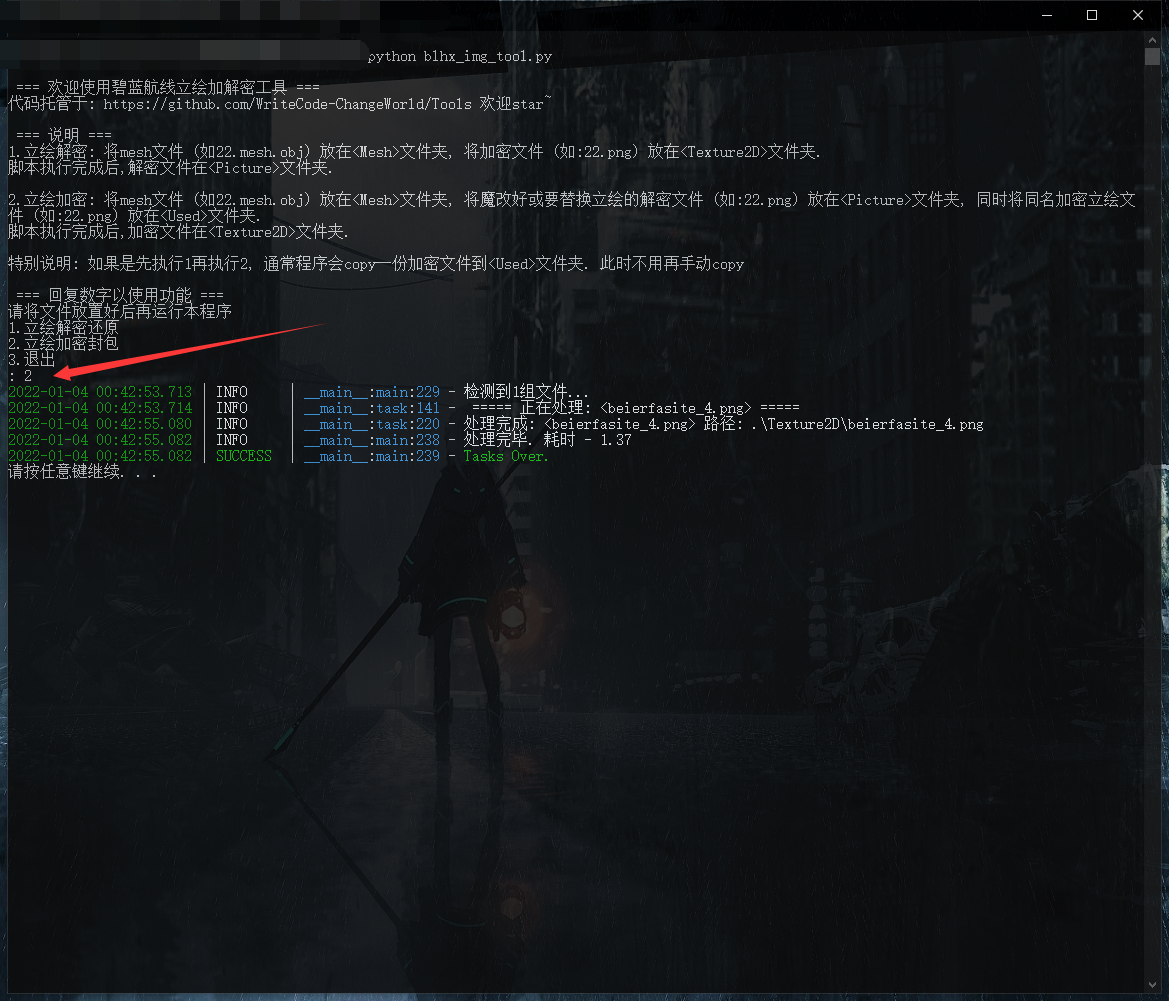 python blhx_img_tool.py
=== 欢迎使用碧蓝航线立绘加解密工具 ===
代码托管于: https://github.com/WriteCode-ChangeWorld/Tools 欢迎star~
=== 说明 ===
1.立绘解密: 将mesh文件 (如22.mesh.obj) 放在<Mesh>文件夹, 将加密文件 (如:22.png) 放在<Texture2D>文件夹.
脚本执行完成后,解密文件在<Picture>文件夹.
2.立绘加密: 将mesh文件 (如22.mesh.obj) 放在<Mesh>文件夹, 将魔改好或要替换立绘的解密文件 (如:22.png) 放在<Picture>文件夹, 同时将同名加密立绘文
件 (如:22.png) 放在<Used>文件夹.
脚本执行完成后,加密文件在<Texture2D>文件夹.
特别说明: 如果是先执行1再执行2, 通常程序会copy一份加密文件到<Used>文件夹. 此时不用再手动copy
=== 回复数字以使用功能 ===
请将文件放置好后再运行本程序
1.立绘解密还原
2.立绘加密封包
3.退出
: 2
2022-01-04 00:42:53.713 | INFO | __main__:main:229 - 检测到1组文件...
2022-01-04 00:42:53.714 | INFO | __main__:task:141 - ===== 正在处理: <beierfasite_4.png> =====
2022-01-04 00:42:55.080 | INFO | __main__:task:220 - 处理完成: <beierfasite_4.png> 路径: .\Texture2D\beierfasite_4.png
2022-01-04 00:42:55.082 | INFO | __main__:main:238 - 处理完毕. 耗时 - 1.37
2022-01-04 00:42:55.082 | SUCCESS | __main__:main:239 - Tasks Over.
请按任意键继续. . .